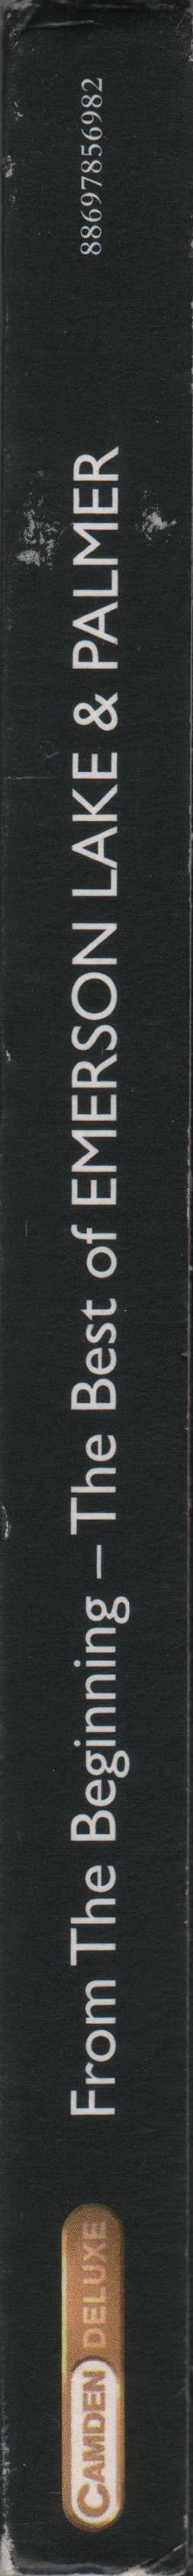 CAMDEN DELUXE
From The Beginning – The Best of EMERSON LAKE & PALMER
88697856982